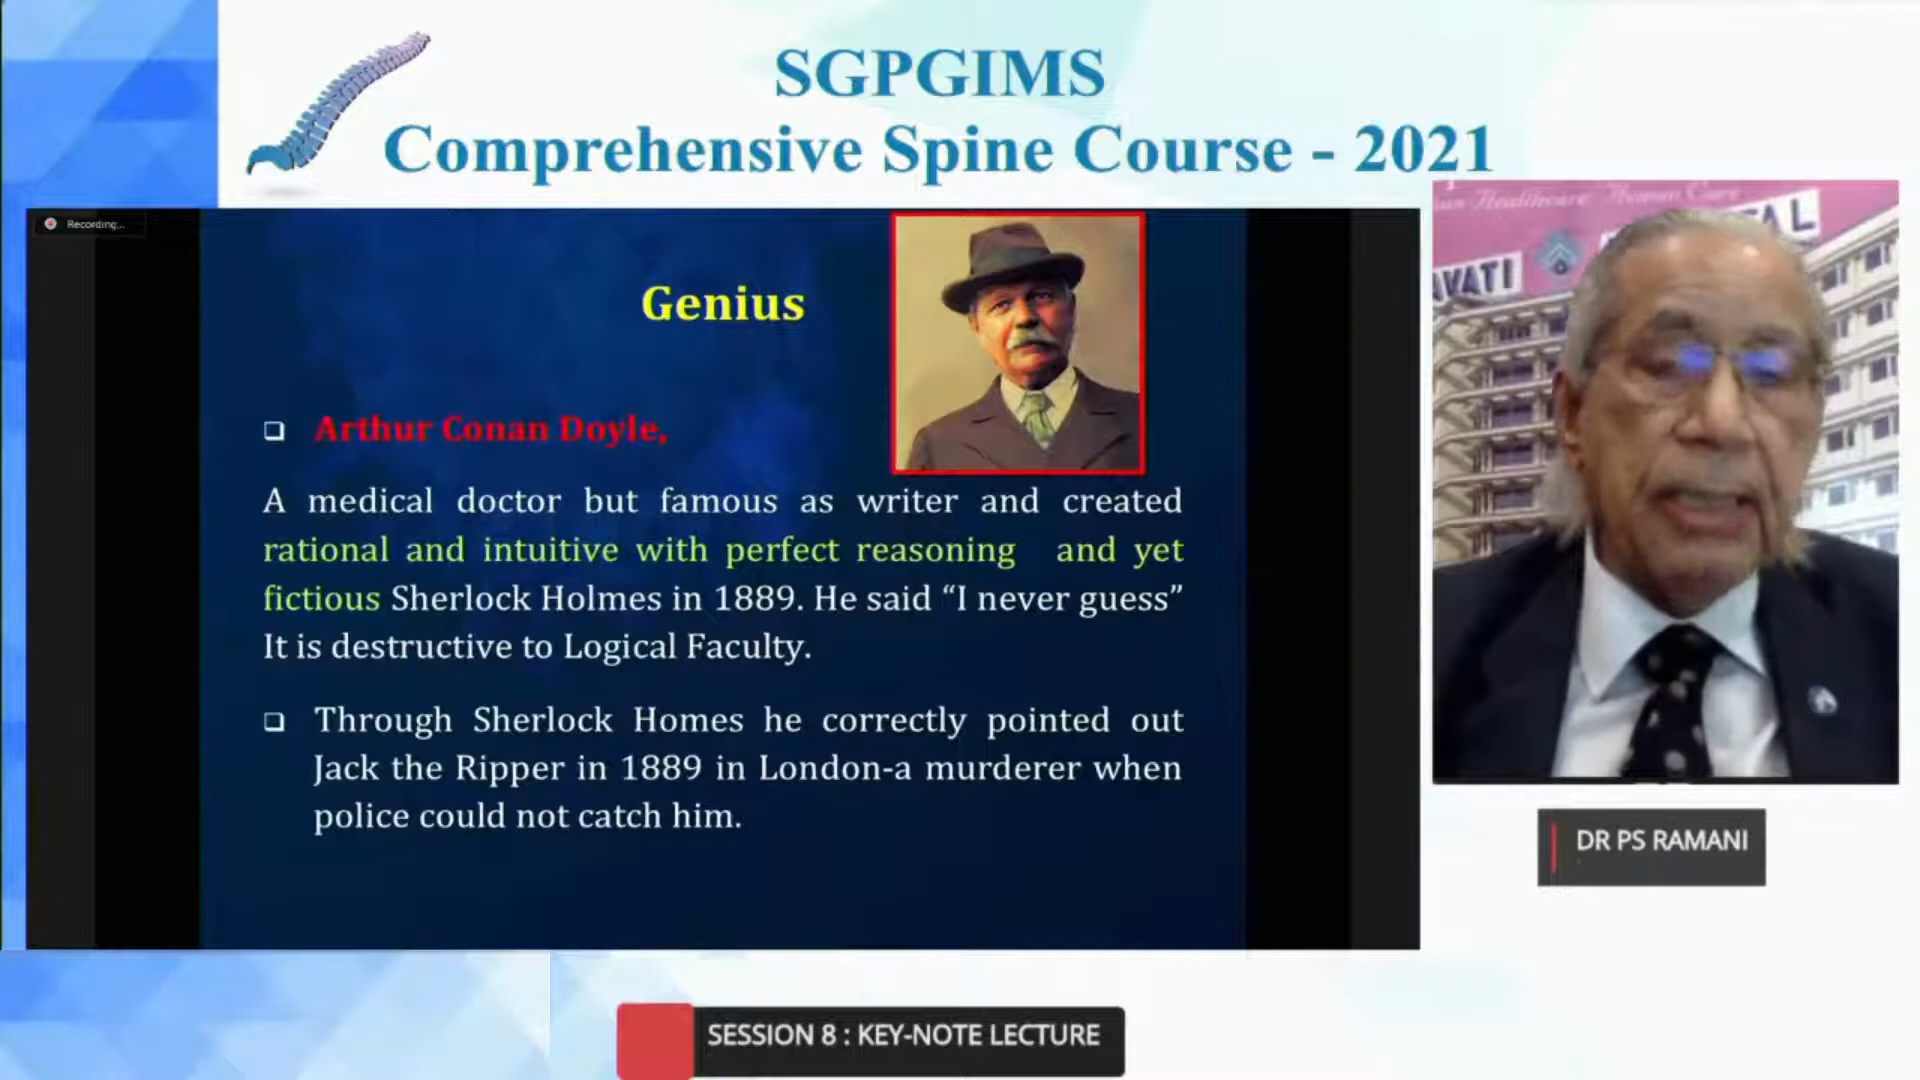 SGPGIMS
Comprehensive Spine Course - 2021
Recording...
Genius
Arthur Conan Doyle,
A medical doctor but famous as writer and created
rational and intuitive with perfect reasoning and yet
fictious Sherlock Holmes in 1889. He said “I never guess”
It is destructive to Logical Faculty.
Through Sherlock Homes he correctly pointed out
Jack the Ripper in 1889 in London-a murderer when
police could not catch him.
Healthcare Human Care
DR PS RAMANI
SESSION 8 : KEY-NOTE LECTURE